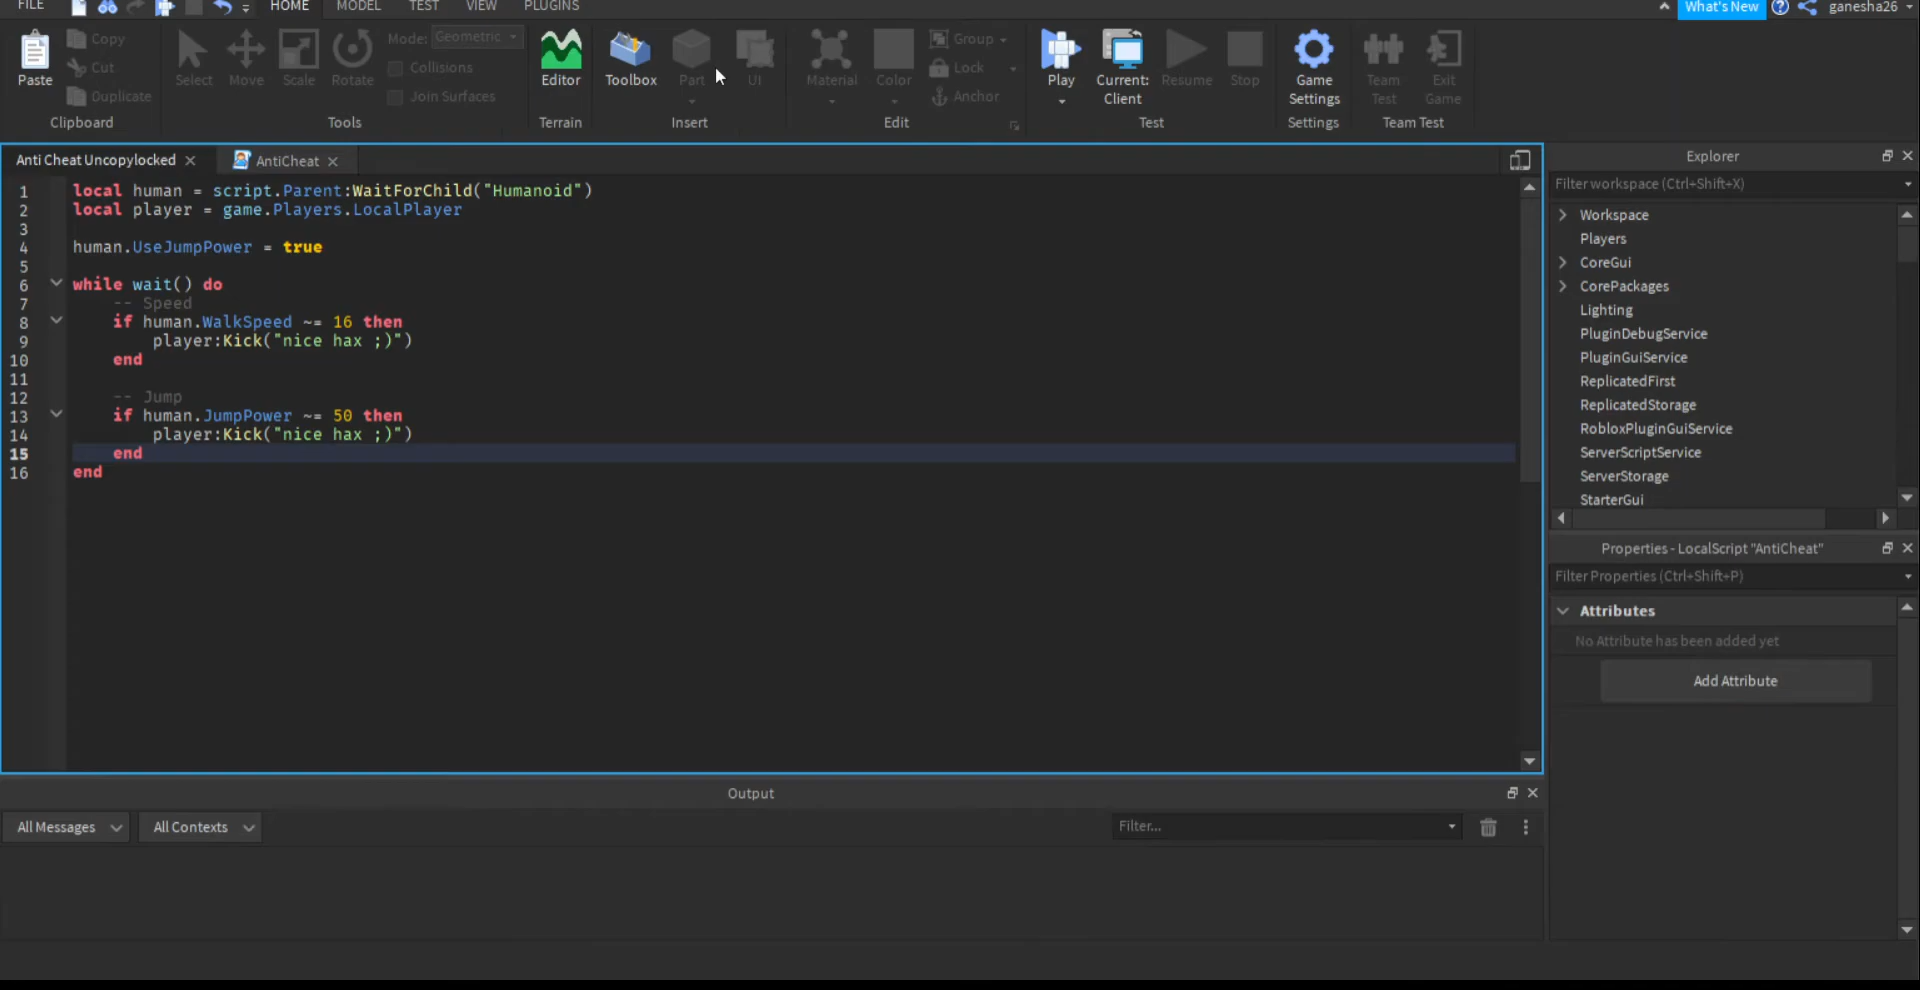 FILE HOME MODEL TEST VIEW PLUGINS What's New ganesha26
Paste Copy Cut Duplicate
Clipboard
Select Move Scale Rotate
Mode: Geometric
Collisions
Join Surfaces
Tools
Editor
Terrain
Toolbox Part UI
Insert
Material Color
Group
Lock
Anchor
Edit
Play Current: Client Resume Stop
Test
Game Settings
Settings
Team Test Exit Game
Team Test
Anti Cheat Uncopylocked AntiCheat
1 local human = script.Parent:WaitForChild("Humanoid")
2 local player = game.Players.LocalPlayer
3
4 human.UseJumpPower = true
5
6 while wait() do
7 -- Speed
8 if human.WalkSpeed ~= 16 then
9 player:Kick("nice hax ;)")
10 end
11
12 -- Jump
13 if human.JumpPower ~= 50 then
14 player:Kick("nice hax ;)")
15 end
16 end
Explorer
Filter workspace (Ctrl+Shift+X)
Workspace
Players
CoreGui
CorePackages
Lighting
PluginDebugService
PluginGuiService
ReplicatedFirst
ReplicatedStorage
RobloxPluginGuiService
ServerScriptService
ServerStorage
StarterGui
Properties - LocalScript "AntiCheat"
Filter Properties (Ctrl+Shift+P)
Attributes
No Attribute has been added yet
Add Attribute
Output
All Messages All Contexts Filter...